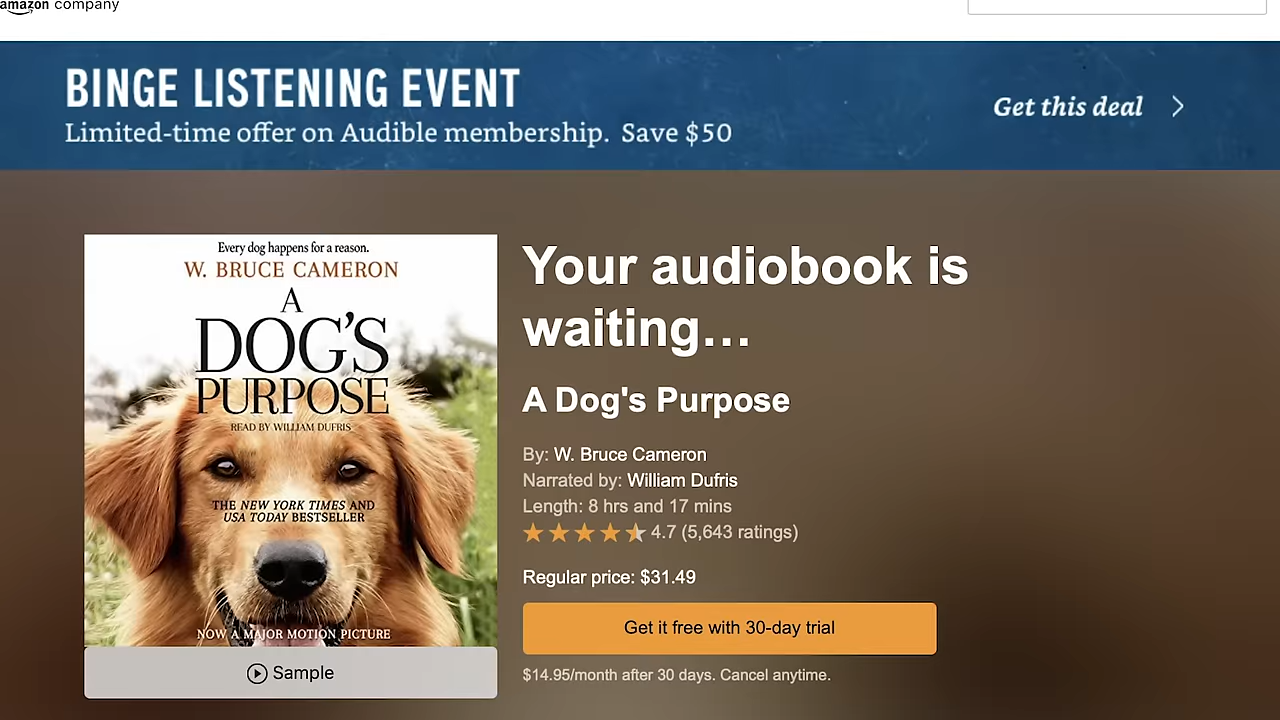 amazon company
BINGE LISTENING EVENT
Limited-time offer on Audible membership. Save $50
Get this deal
Every dog happens for a reason.
W. BRUCE CAMERON
A
DOG'S
PURPOSE
READ BY WILLIAM DUFRIS
THE NEW YORK TIMES AND
USA TODAY BESTSELLER
NOW A MAJOR MOTION PICTURE
Sample
Your audiobook is
waiting…
A Dog's Purpose
By: W. Bruce Cameron
Narrated by: William Dufris
Length: 8 hrs and 17 mins
4.7 (5,643 ratings)
Regular price: $31.49
Get it free with 30-day trial
$14.95/month after 30 days. Cancel anytime.